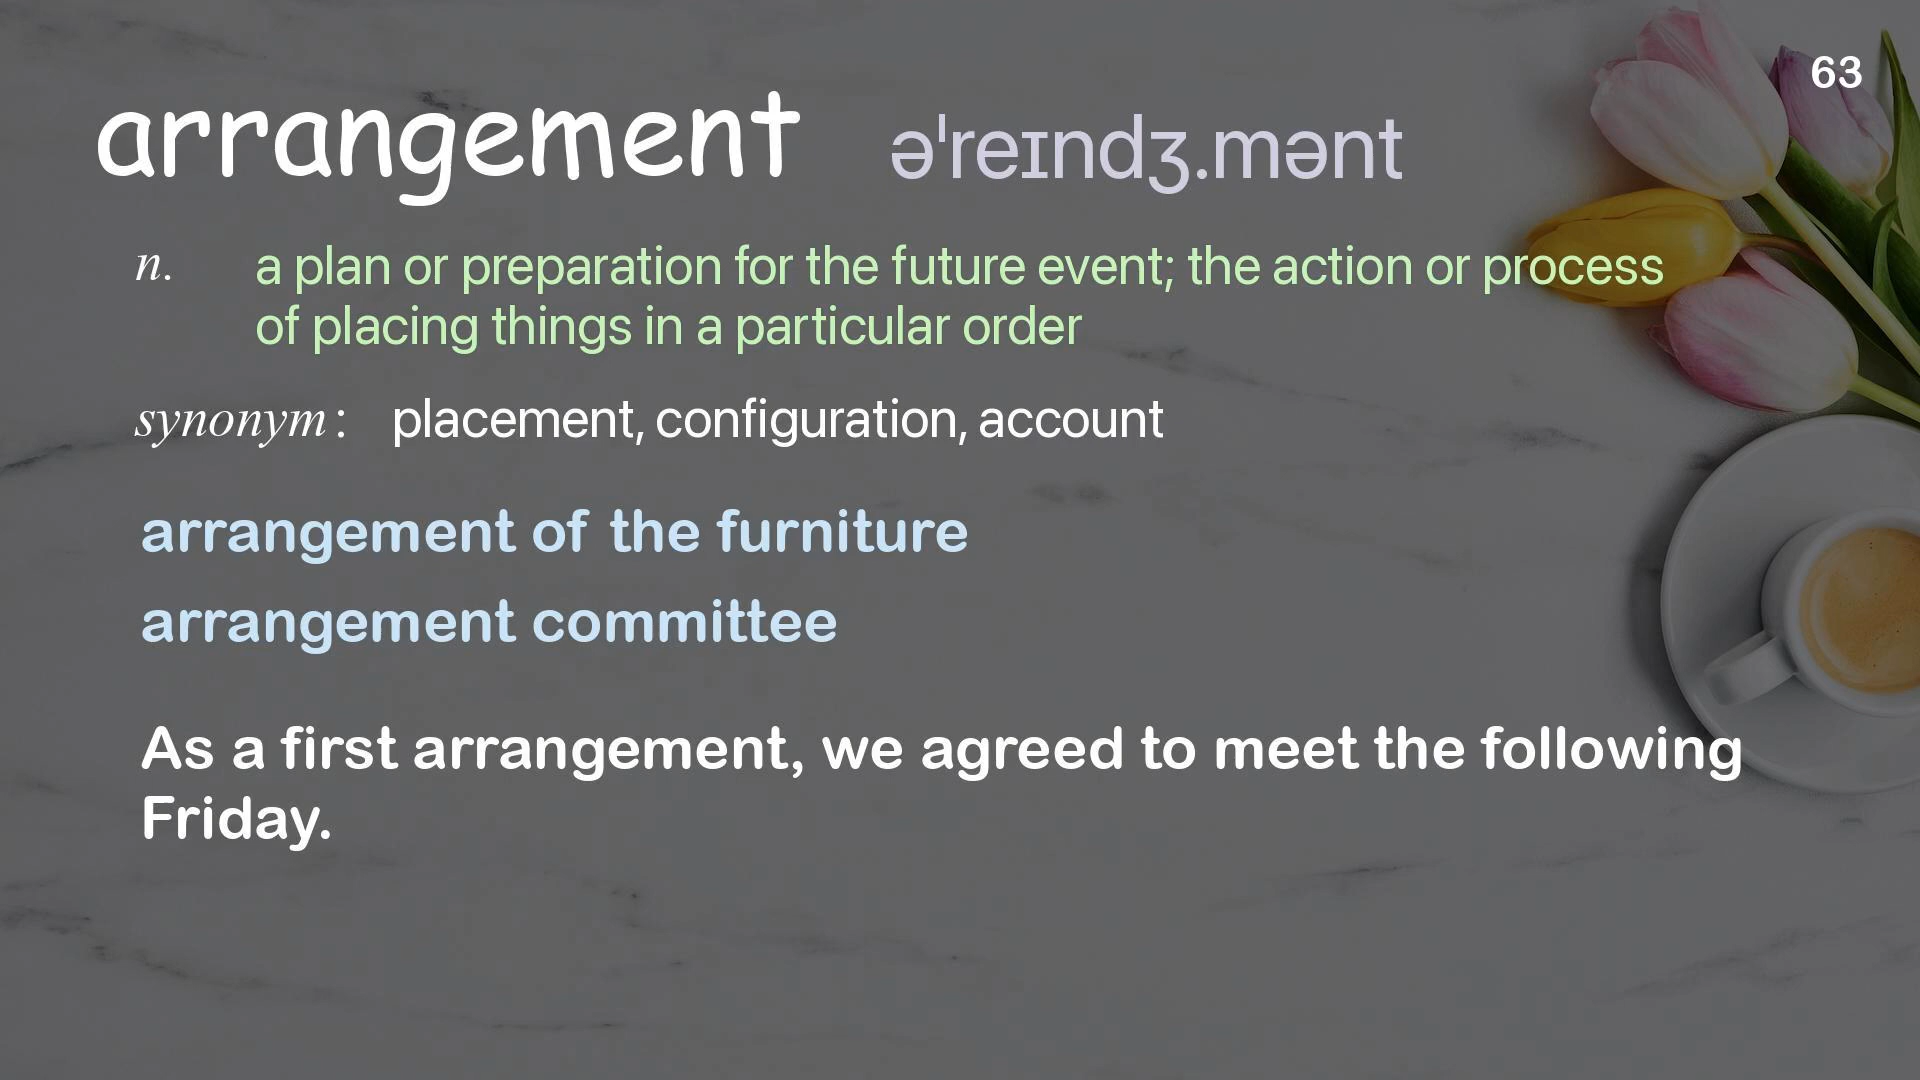 63
arrangement əˈreɪndʒ.mənt
n. a plan or preparation for the future event; the action or process
of placing things in a particular order
synonym: placement, configuration, account
arrangement of the furniture
arrangement committee
As a first arrangement, we agreed to meet the following
Friday.